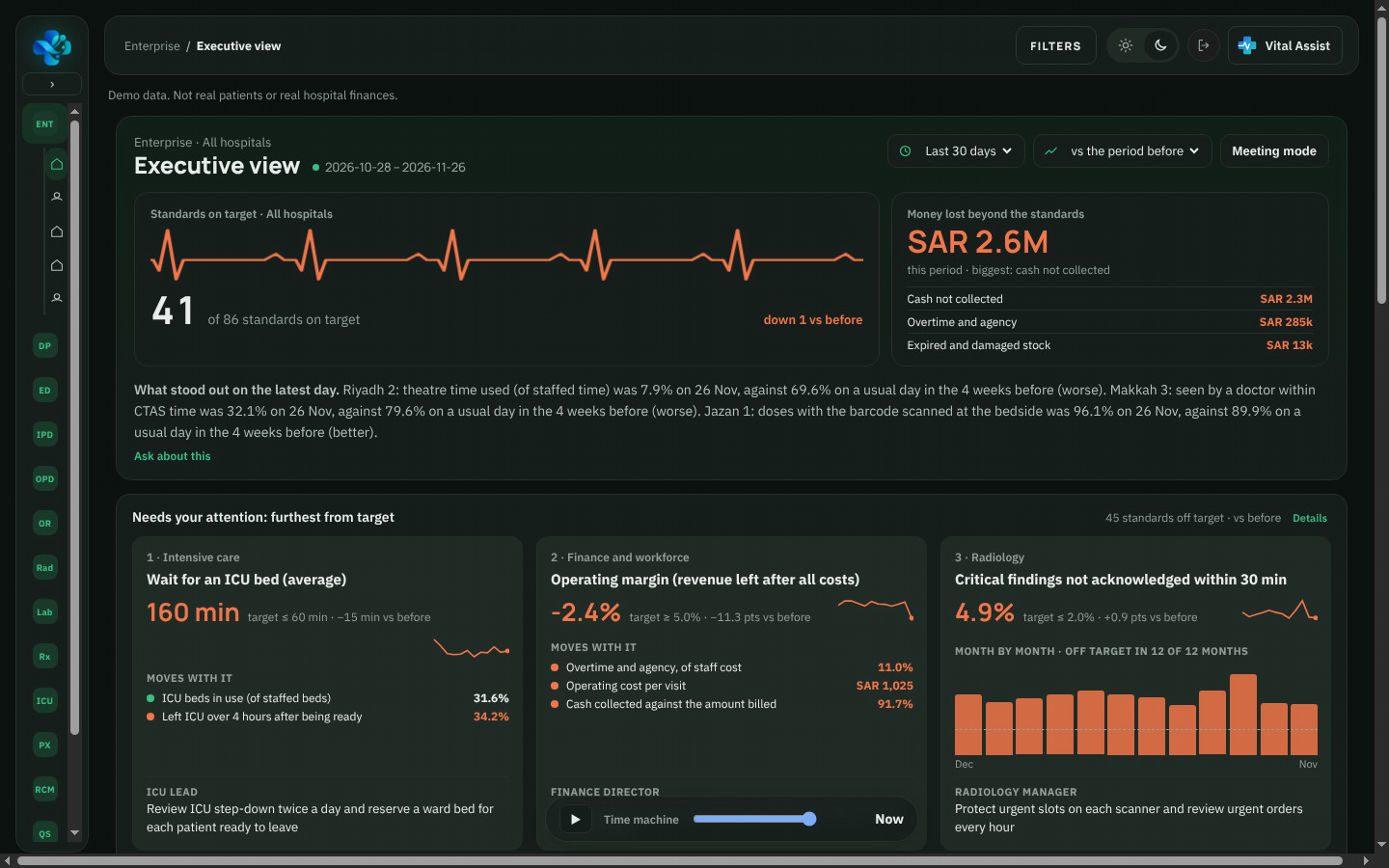 Enterprise / Executive view
FILTERS
Vital Assist
Demo data. Not real patients or real hospital finances.
ENT
DP
ED
IPD
OPD
OR
Rad
Lab
Rx
ICU
PX
RCM
QS
Enterprise · All hospitals
Executive view
2026-10-28 – 2026-11-26
Last 30 days
vs the period before
Meeting mode
Standards on target · All hospitals
41 of 86 standards on target
down 1 vs before
Money lost beyond the standards
SAR 2.6M
this period · biggest: cash not collected
Cash not collected SAR 2.3M
Overtime and agency SAR 285k
Expired and damaged stock SAR 13k
What stood out on the latest day. Riyadh 2: theatre time used (of staffed time) was 7.9% on 26 Nov, against 69.6% on a usual day in the 4 weeks before (worse). Makkah 3: seen by a doctor within
CTAS time was 32.1% on 26 Nov, against 79.6% on a usual day in the 4 weeks before (worse). Jazan 1: doses with the barcode scanned at the bedside was 96.1% on 26 Nov, against 89.9% on a
usual day in the 4 weeks before (better).
Ask about this
Needs your attention: furthest from target
45 standards off target · vs before Details
1 · Intensive care
Wait for an ICU bed (average)
160 min target ≤ 60 min · −15 min vs before
MOVES WITH IT
ICU beds in use (of staffed beds) 31.6%
Left ICU over 4 hours after being ready 34.2%
ICU LEAD
Review ICU step-down twice a day and reserve a ward bed for
each patient ready to leave
2 · Finance and workforce
Operating margin (revenue left after all costs)
-2.4% target ≥ 5.0% · −11.3 pts vs before
MOVES WITH IT
Overtime and agency, of staff cost 11.0%
Operating cost per visit SAR 1,025
Cash collected against the amount billed 91.7%
FINANCE DIRECTOR
Time machine Now
3 · Radiology
Critical findings not acknowledged within 30 min
4.9% target ≤ 2.0% · +0.9 pts vs before
MONTH BY MONTH · OFF TARGET IN 12 OF 12 MONTHS
Dec Nov
RADIOLOGY MANAGER
Protect urgent slots on each scanner and review urgent orders
every hour